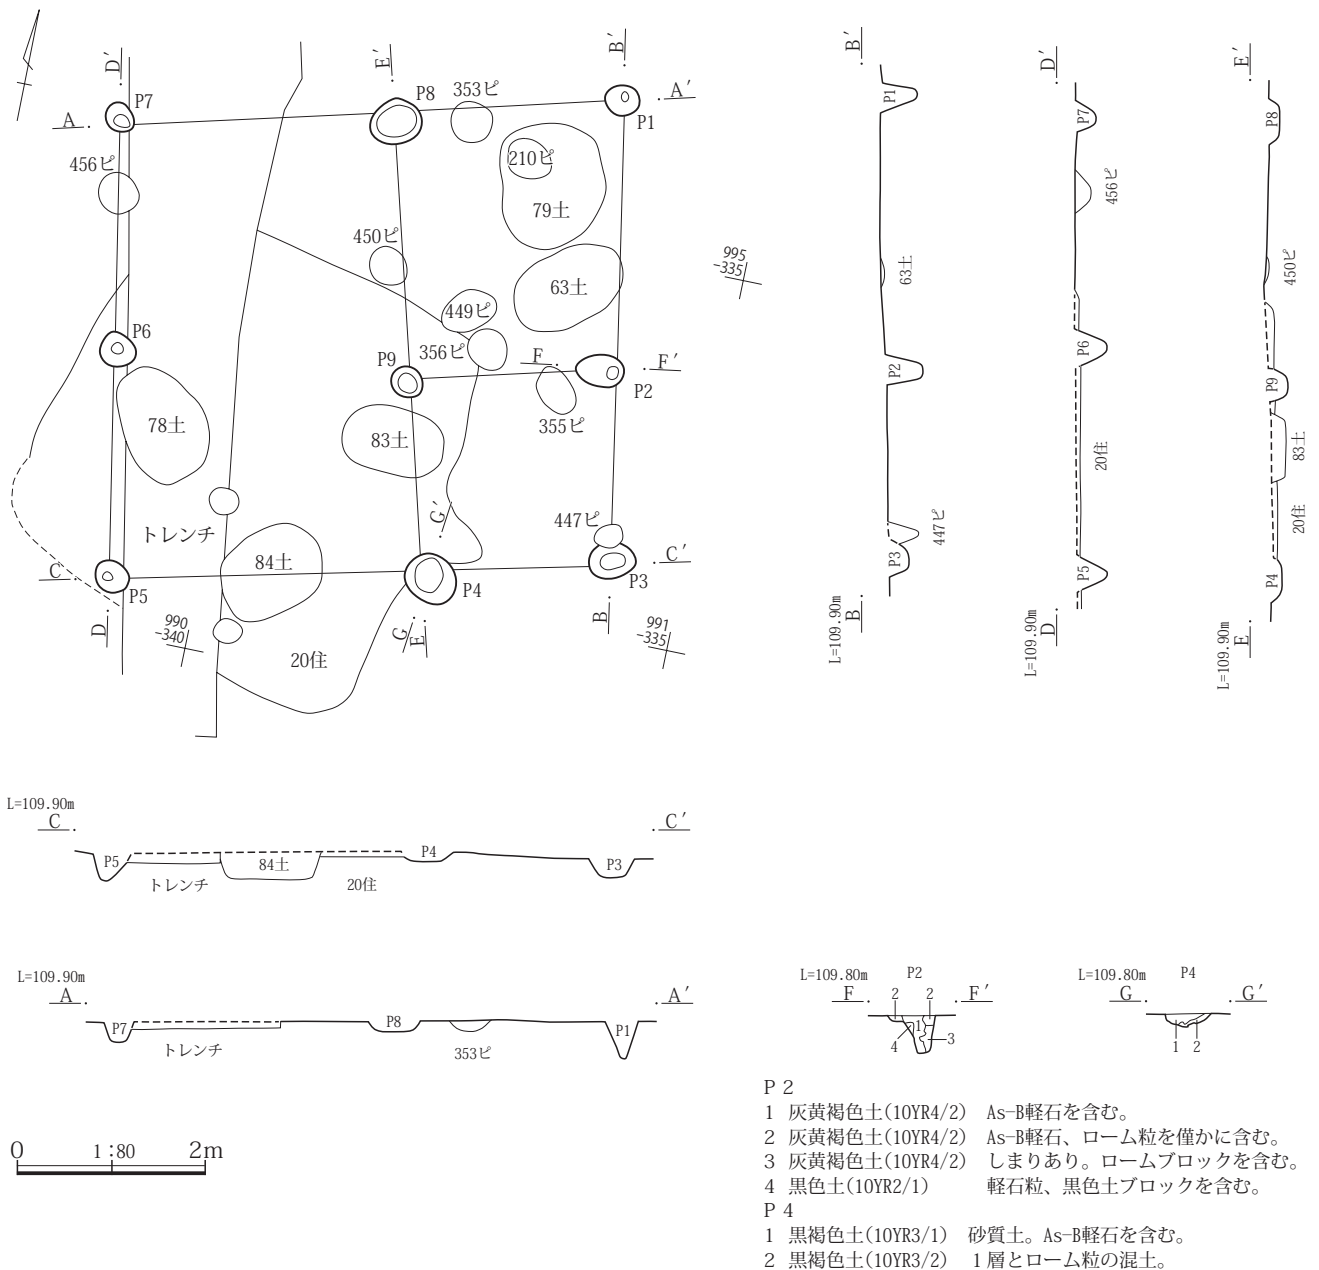 D′
E′
B′
P7
P8
353ピ
A
A′
P1
456ピ
210ピ
79土
450ピ
63土
995
-335
449ピ
P6
P9
356ピ
F
F′
P2
78土
83土
355ピ
G′
447ピ
トレンチ
84土
C
C′
P5
P4
P3
D
990
-340
G
E
B
991
-335
20住
B′
P1
63土
P2
447ピ
P3
B
L=109.90m
D′
P7
456ピ
P6
20住
P5
D
L=109.90m
E′
P8
450ピ
P9
83土
20住
P4
E
L=109.90m
L=109.90m
C
C′
P5
84土
P4
P3
トレンチ
20住
L=109.90m
A
A′
P7
P8
P1
トレンチ
353ピ
L=109.80m
P2
F
2
2
F′
1
4
3
L=109.80m
P4
G
G′
1
2
0
1:80
2m
P2
1 灰黄褐色土(10YR4/2) As-B軽石を含む。
2 灰黄褐色土(10YR4/2) As-B軽石、ローム粒を僅かに含む。
3 灰黄褐色土(10YR4/2) しまりあり。ロームブロックを含む。
4 黒色土(10YR2/1) 軽石粒、黒色土ブロックを含む。
P4
1 黒褐色土(10YR3/1) 砂質土。As-B軽石を含む。
2 黒褐色土(10YR3/2) 1層とローム粒の混土。